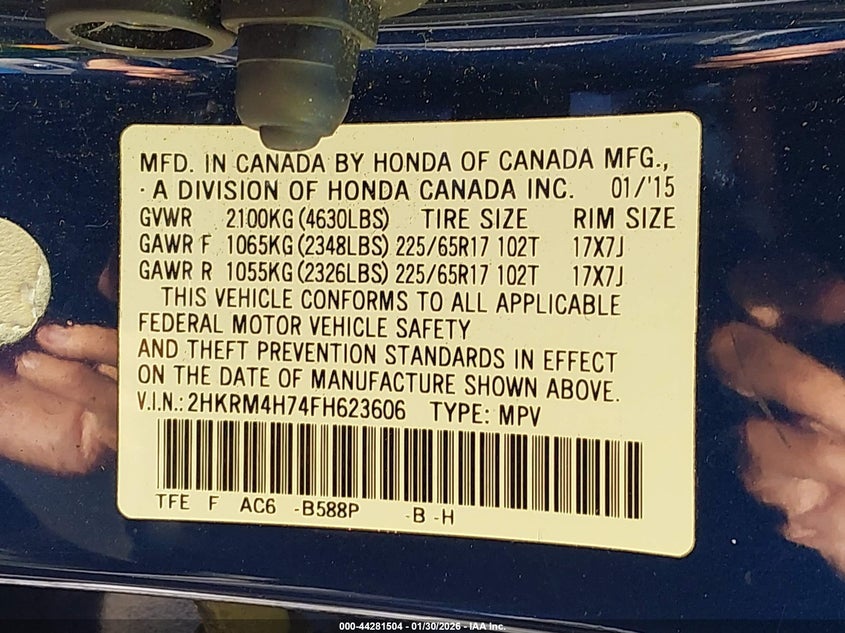 MFD. IN CANADA BY HONDA OF CANADA MFG.,
· A DIVISION OF HONDA CANADA INC. 01/'15
GVWR 2100KG (4630LBS) TIRE SIZE RIM SIZE
GAWR F 1065KG (2348LBS) 225/65R17 102T 17X7J
GAWR R 1055KG (2326LBS) 225/65R17 102T 17X7J
THIS VEHICLE CONFORMS TO ALL APPLICABLE
FEDERAL MOTOR VEHICLE SAFETY
AND THEFT PREVENTION STANDARDS IN EFFECT
ON THE DATE OF MANUFACTURE SHOWN ABOVE.
V.I.N.: 2HKRM4H74FH623606 TYPE: MPV
TFE F AC6 -B588P -B -H
000-44281504 - 01/30/2026 - IAA Inc.